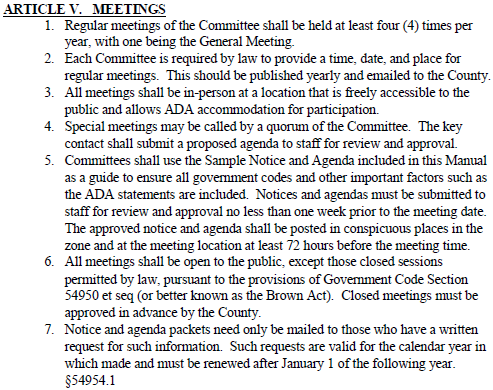 ARTICLE V.   MEETINGS
1. Regular meetings of the Committee shall be held at least four (4) times per
year, with one being the General Meeting.
2. Each Committee is required by law to provide a time, date, and place for
regular meetings.  This should be published yearly and emailed to the County.
3. All meetings shall be in-person at a location that is freely accessible to the
public and allows ADA accommodation for participation.
4. Special meetings may be called by a quorum of the Committee.  The key
contact shall submit a proposed agenda to staff for review and approval.
5. Committees shall use the Sample Notice and Agenda included in this Manual
as a guide to ensure all government codes and other important factors such as
the ADA statements are included.  Notices and agendas must be submitted to
staff for review and approval no less than one week prior to the meeting date.
The approved notice and agenda shall be posted in conspicuous places in the
zone and at the meeting location at least 72 hours before the meeting time.
6. All meetings shall be open to the public, except those closed sessions
permitted by law, pursuant to the provisions of Government Code Section
54950 et seq (or better known as the Brown Act).  Closed meetings must be
approved in advance by the County.
7. Notice and agenda packets need only be mailed to those who have a written
request for such information.  Such requests are valid for the calendar year in
which made and must be renewed after January 1 of the following year.
§54954.1